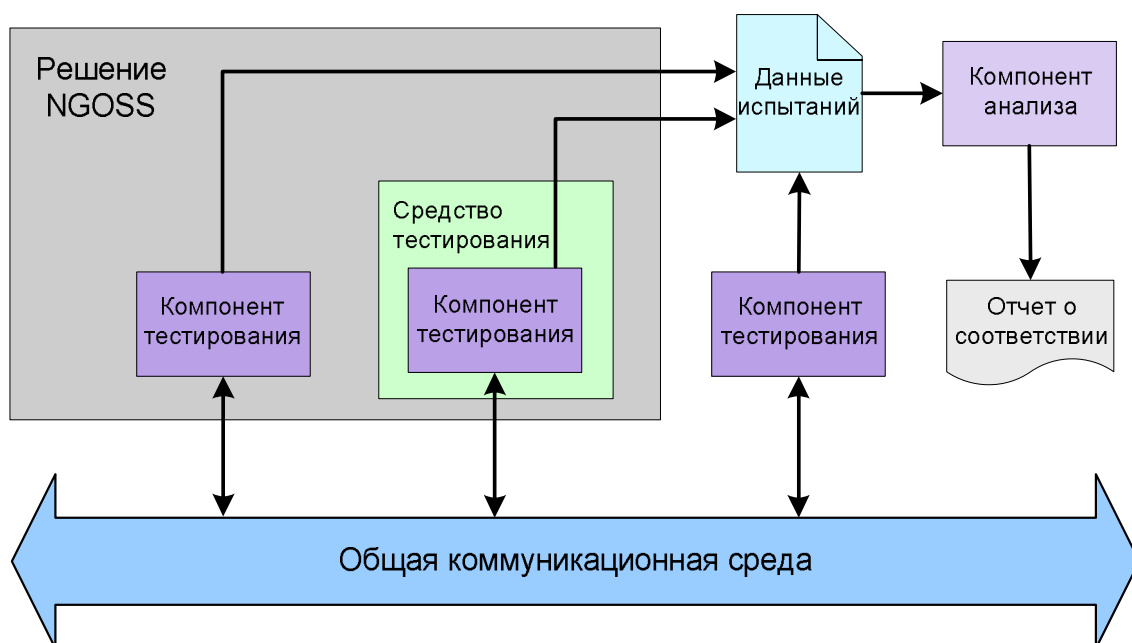 Решение
NGOSS
Данные
испытаний
Компонент
анализа
Средство
тестирования
Компонент
тестирования
Компонент
тестирования
Компонент
тестирования
Отчет о
соответствии
Общая коммуникационная среда